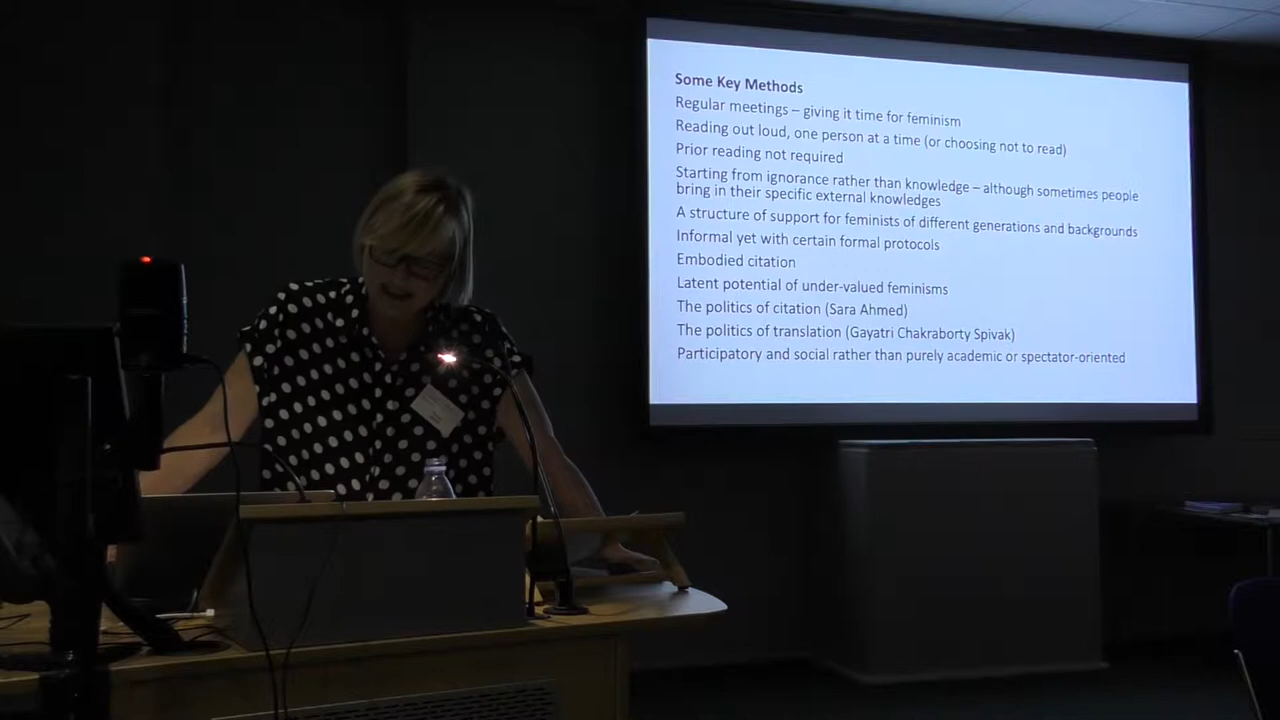 Some Key Methods
Regular meetings – giving it time for feminism
Reading out loud, one person at a time (or choosing not to read)
Prior reading not required
Starting from ignorance rather than knowledge – although sometimes people
bring in their specific external knowledges
A structure of support for feminists of different generations and backgrounds
Informal yet with certain formal protocols
Embodied citation
Latent potential of under-valued feminisms
The politics of citation (Sara Ahmed)
The politics of translation (Gayatri Chakraborty Spivak)
Participatory and social rather than purely academic or spectator-oriented